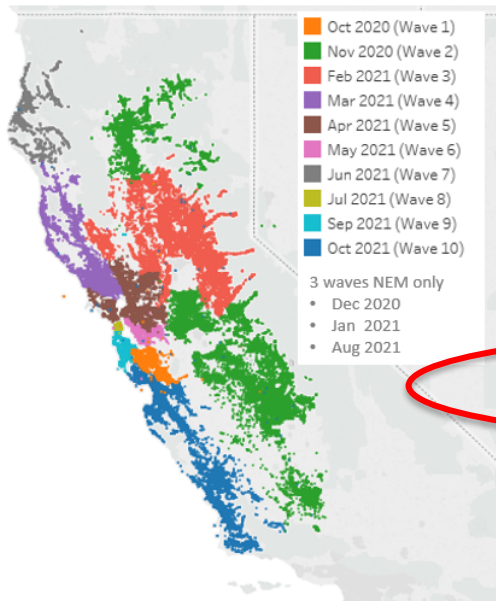 Oct 2020 (Wave 1)
Nov 2020 (Wave 2)
Feb 2021 (Wave 3)
Mar 2021 (Wave 4)
Apr 2021 (Wave 5)
May 2021 (Wave 6)
Jun 2021 (Wave 7)
Jul 2021 (Wave 8)
Sep 2021 (Wave 9)
Oct 2021 (Wave 10)
3 waves NEM only
• Dec 2020
• Jan 2021
• Aug 2021